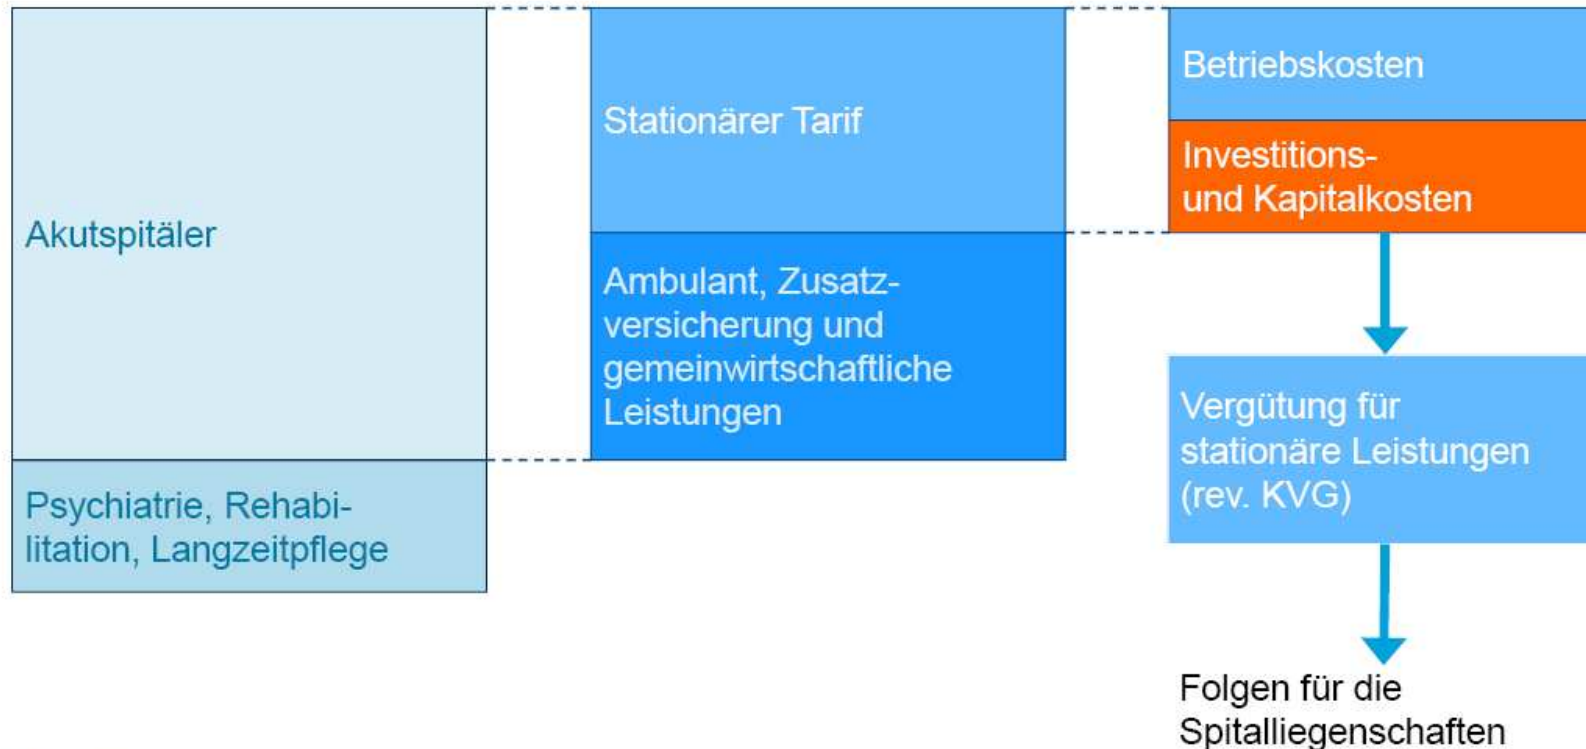 Akutspitäler
Psychiatrie, Rehabi-
litation, Langzeitpflege
Stationärer Tarif
Ambulant, Zusatz-
versicherung und
gemeinwirtschaftliche
Leistungen
Betriebskosten
Investitions-
und Kapitalkosten
Vergütung für
stationäre Leistungen
(rev. KVG)
Folgen für die
Spitalliegenschaften